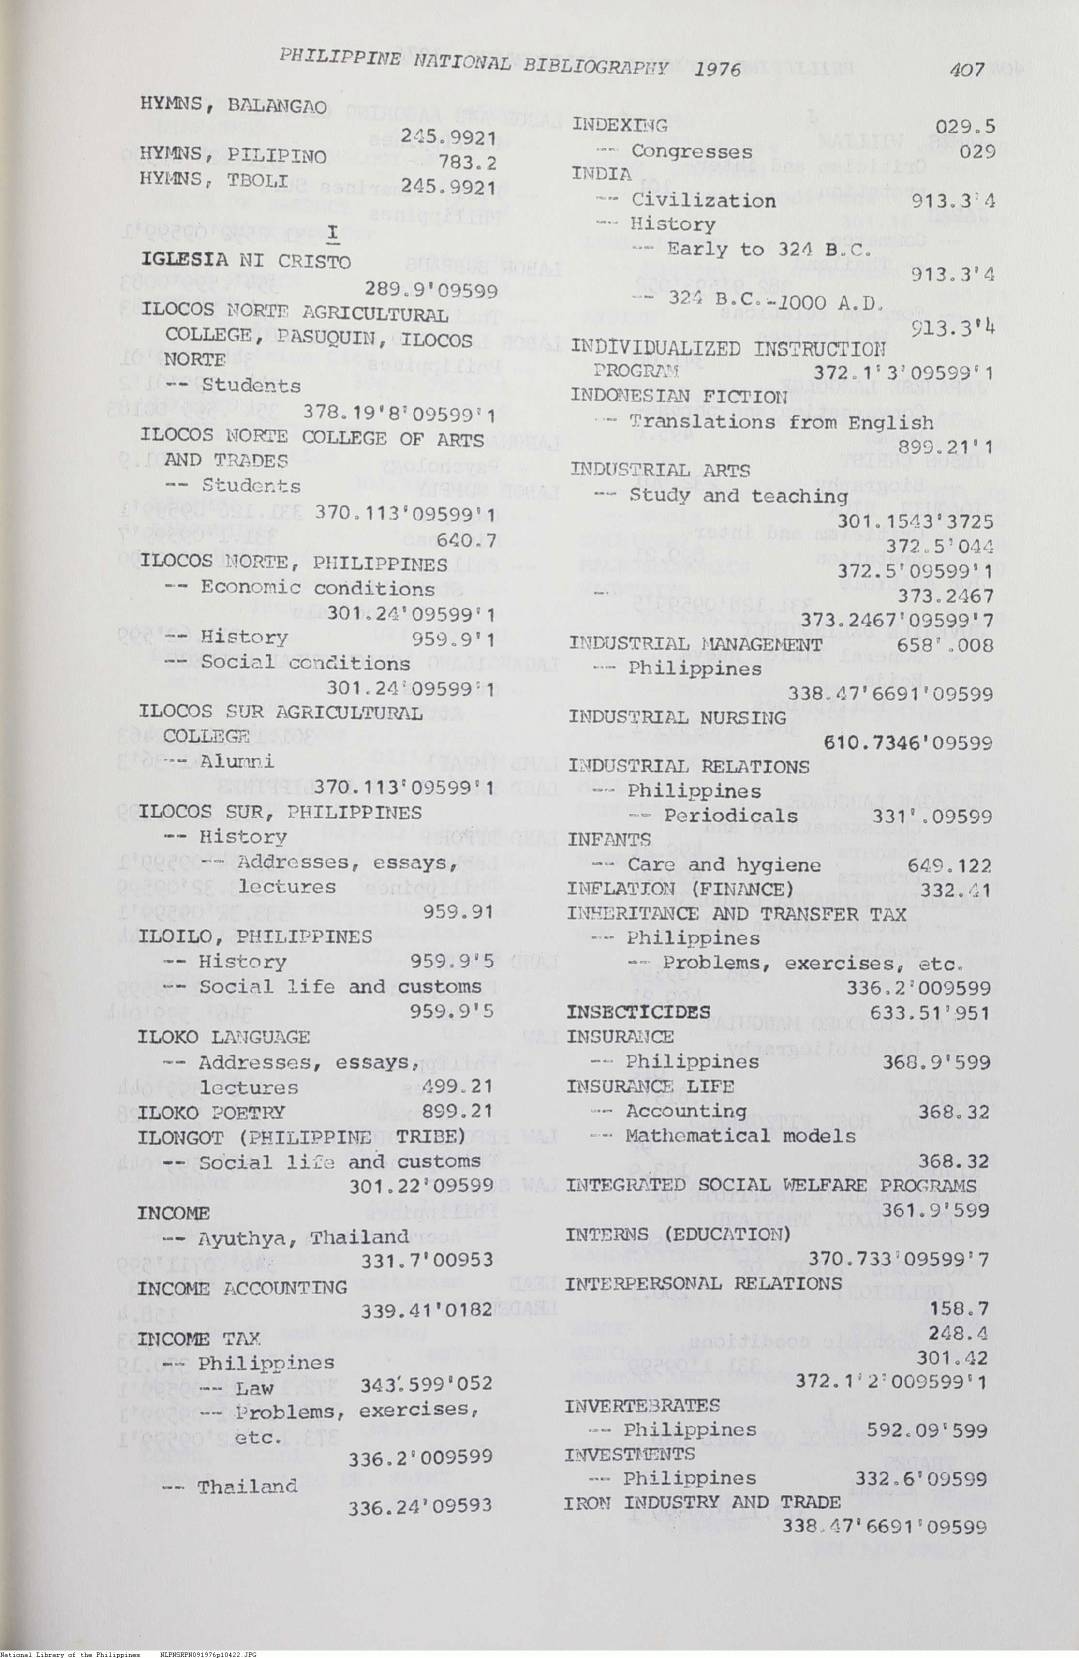 PHILIPPINE NATIONAL BIBLIOGRAPHY 1976 407
HYMNS, BALANGAO
245.9921
HYMNS, PILIPINO 783.2
HYMNS, TBOLI 245.9921
I
IGLESIA NI CRISTO
289.9'09599
ILOCOS NORTE AGRICULTURAL
COLLEGE, PASUQUIN, ILOCOS
NORTE
-- Students
378.19'8'09599'1
ILOCOS NORTE COLLEGE OF ARTS
AND TRADES
-- Students
370.113'09599'1
640.7
ILOCOS NORTE, PHILIPPINES
-- Economic conditions
301.24'09599'1
-- History 959.9'1
-- Social conditions
301.24'09599'1
ILOCOS SUR AGRICULTURAL
COLLEGE
-- Alumni
370.113'09599'1
ILOCOS SUR, PHILIPPINES
-- History
-- Addresses, essays,
lectures
959.91
ILOILO, PHILIPPINES
-- History 959.9'5
-- Social life and customs
959.9'5
ILOKO LANGUAGE
-- Addresses, essays,
lectures 499.21
ILOKO POETRY 899.21
ILONGOT (PHILIPPINE TRIBE)
-- Social life and customs
301.22'09599
INCOME
-- Ayuthya, Thailand
331.7'00953
INCOME ACCOUNTING
339.41'0182
INCOME TAX
-- Philippines
-- Law 343.599'052
-- Problems, exercises,
etc.
336.2'009599
-- Thailand
336.24'09593
INDEXING 029.5
-- Congresses 029
INDIA
-- Civilization 913.3'4
-- History
-- Early to 324 B.C.
913.3'4
-- 324 B.C.-1000 A.D.
913.3'4
INDIVIDUALIZED INSTRUCTION
PROGRAM 372.1'3'09599'1
INDONESIAN FICTION
-- Translations from English
899.21'1
INDUSTRIAL ARTS
-- Study and teaching
301.1543'3725
372.5'044
372.5'09599'1
373.2467
373.2467'09599'7
INDUSTRIAL MANAGEMENT 658'.008
-- Philippines
338.47'6691'09599
INDUSTRIAL NURSING
610.7346'09599
INDUSTRIAL RELATIONS
-- Philippines
-- Periodicals 331'.09599
INFANTS
-- Care and hygiene 649.122
INFLATION (FINANCE) 332.41
INHERITANCE AND TRANSFER TAX
-- Philippines
-- Problems, exercises, etc.
336.2'009599
INSECTICIDES 633.51'951
INSURANCE
-- Philippines 368.9'599
INSURANCE LIFE
-- Accounting 368.32
-- Mathematical models
368.32
INTEGRATED SOCIAL WELFARE PROGRAMS
361.9'599
INTERNS (EDUCATION)
370.733'09599'7
INTERPERSONAL RELATIONS
158.7
248.4
301.42
372.1'2'009599'1
INVERTEBRATES
-- Philippines 592.09'599
INVESTMENTS
-- Philippines 332.6'09599
IRON INDUSTRY AND TRADE
338.47'6691'09599
National Library of the Philippines NLPNSRPN091976p10422.JPG